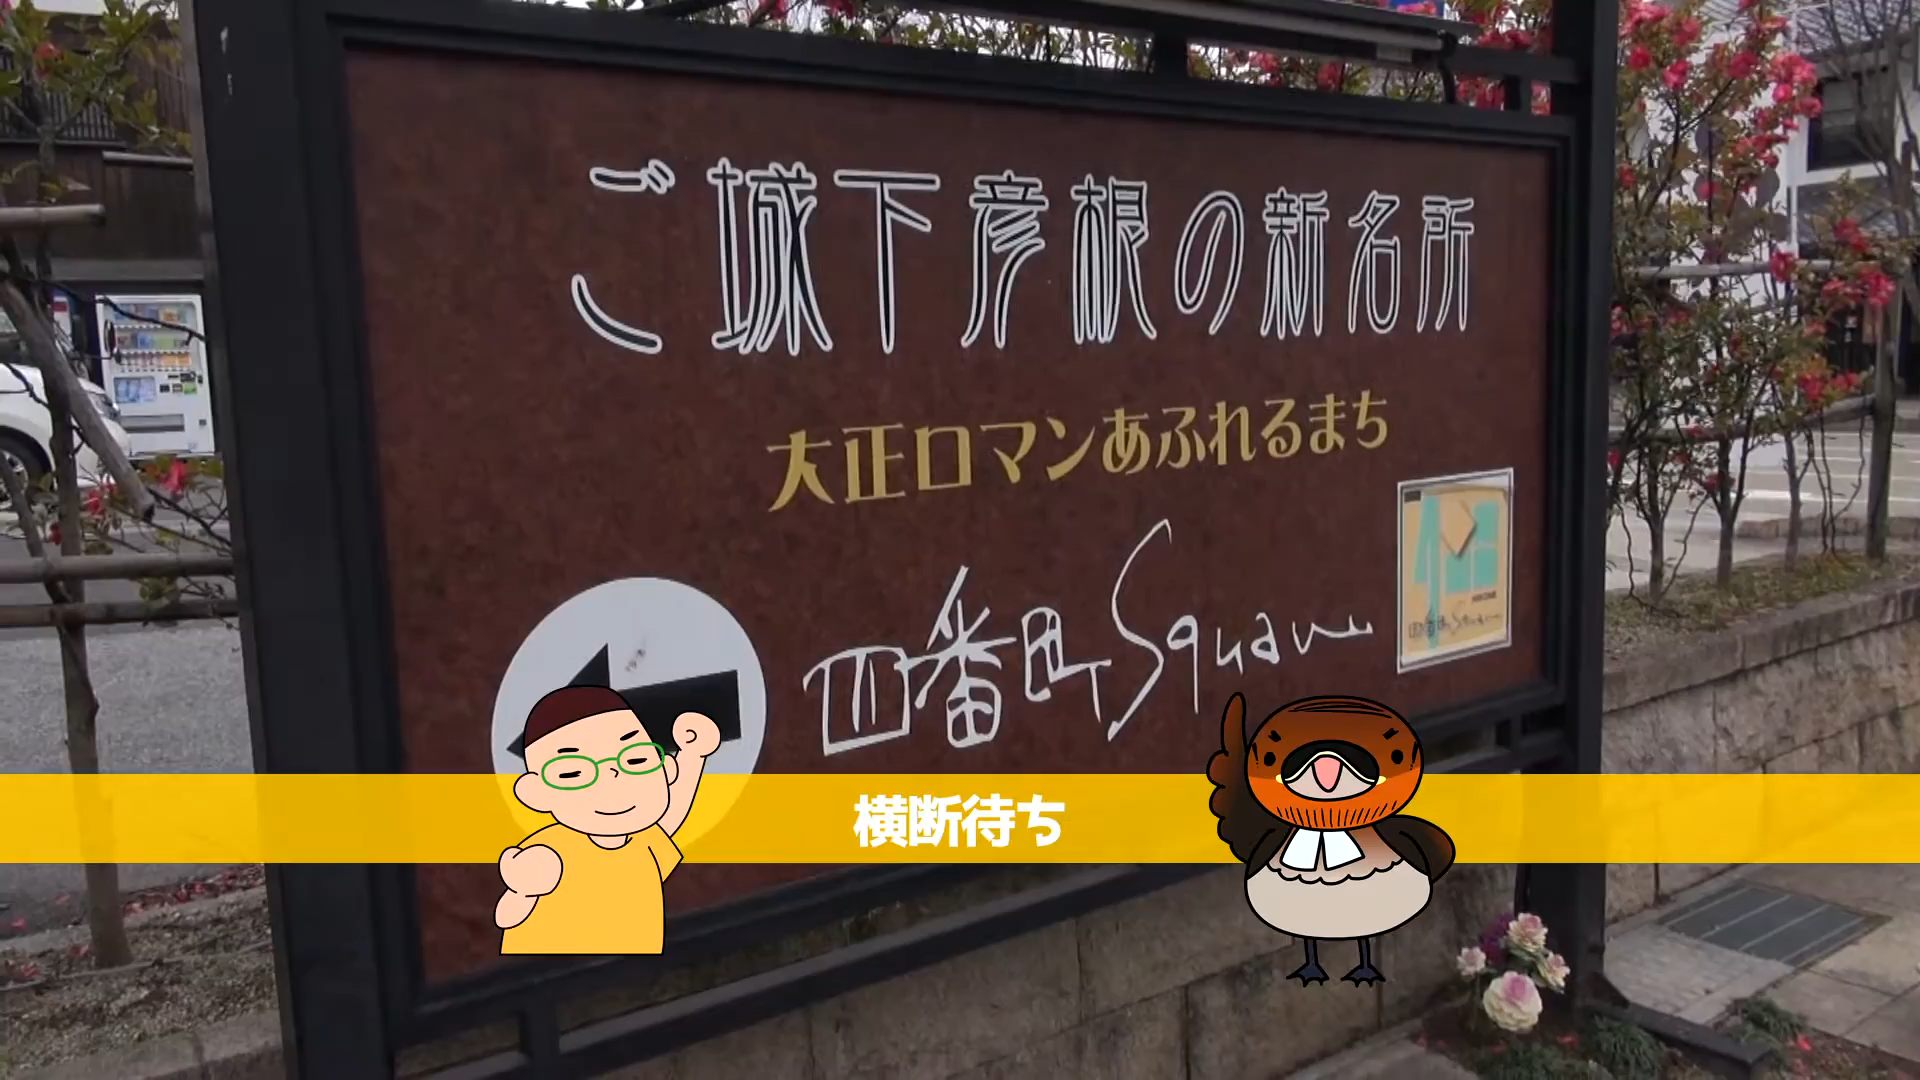 ご城下彦根の新名所
大正ロマンあふれるまち
四番町Square
横断待ち